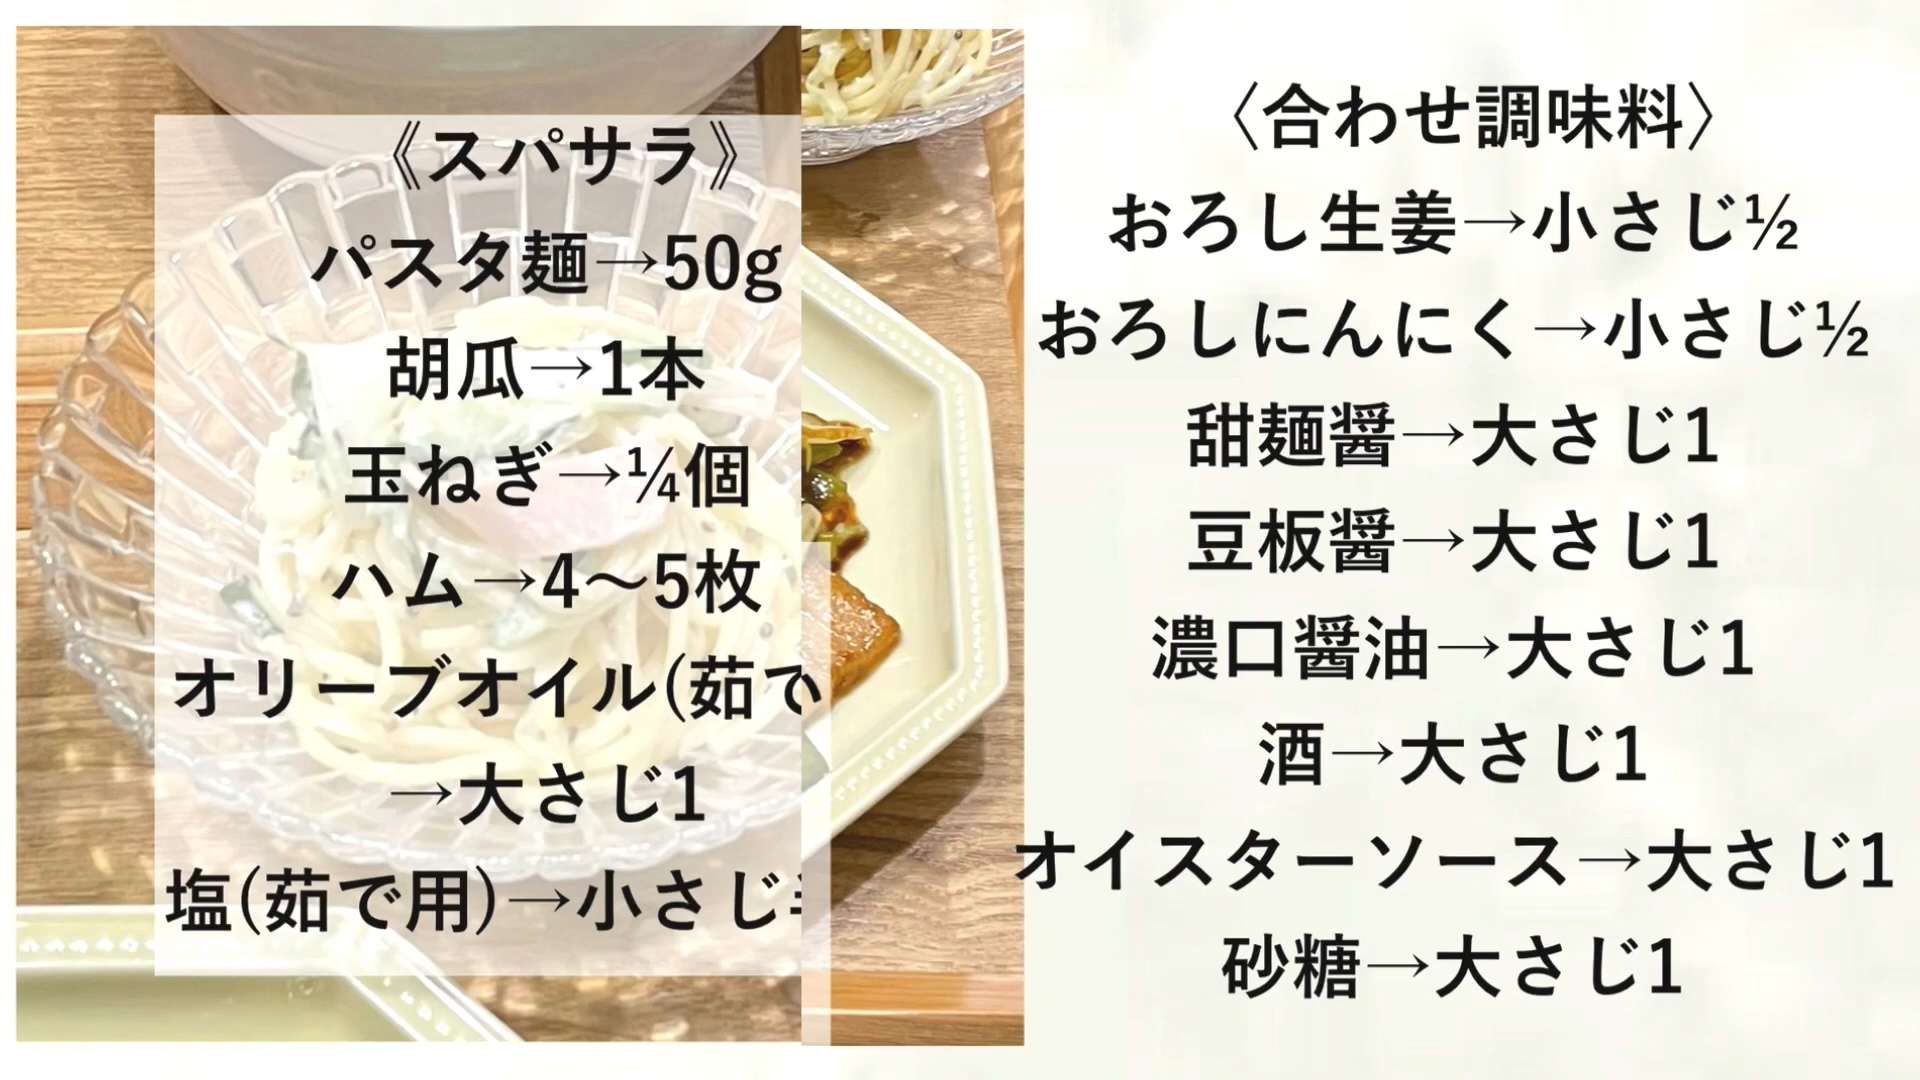 《スパサラ》
パスタ麺→50g
胡瓜→1本
玉ねぎ→¼個
ハム→4〜5枚
オリーブオイル(茹で
→大さじ1
塩(茹で用)→小さじ
〈合わせ調味料〉
おろし生姜→小さじ½
おろしにんにく→小さじ½
甜麺醤→大さじ1
豆板醤→大さじ1
濃口醤油→大さじ1
酒→大さじ1
オイスターソース→大さじ1
砂糖→大さじ1